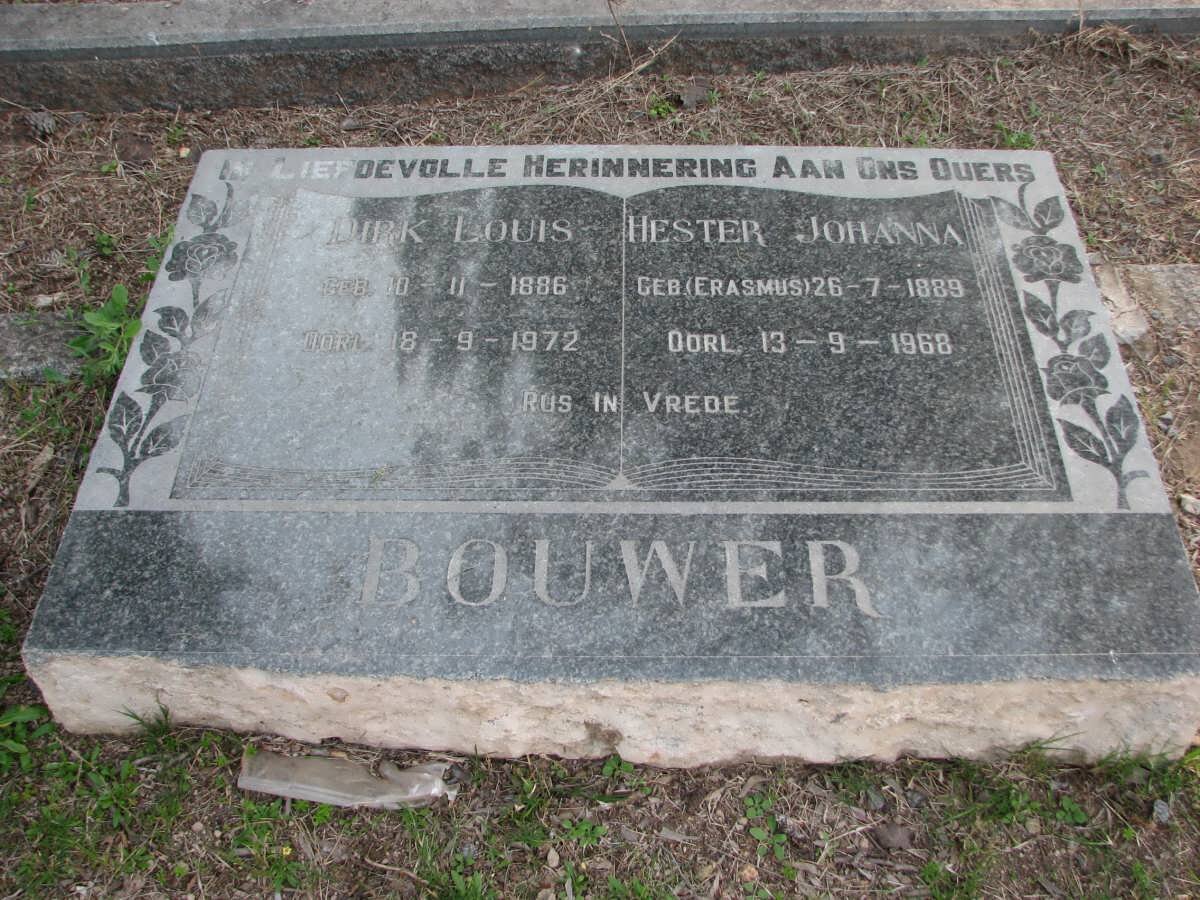 IN LIEFDEVOLLE HERINNERING AAN ONS OUERS
DIRK LOUIS
GEB. 10-11-1886
OORL. 18-9-1972
HESTER JOHANNA
GEB. (ERASMUS) 26-7-1889
OORL. 13-9-1968
RUS IN VREDE
BOUWER